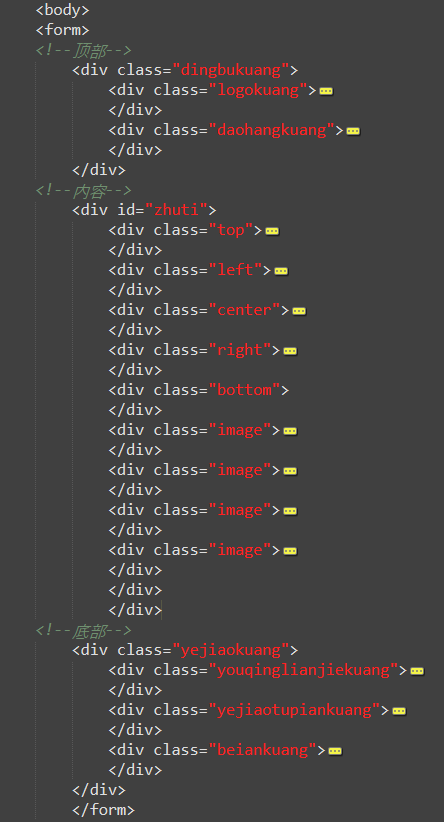 <body>
<form>
<!--顶部-->
<div class="dingbukuang">
<div class="logokuang">
</div>
<div class="daohangkuang">
</div>
</div>
<!--内容-->
<div id="zhuti">
<div class="top">
</div>
<div class="left">
</div>
<div class="center">
</div>
<div class="right">
</div>
<div class="bottom">
</div>
<div class="image">
</div>
<div class="image">
</div>
<div class="image">
</div>
<div class="image">
</div>
</div>
</div>
<!--底部-->
<div class="yejiaokuang">
<div class="youqinglianjiekuang">
</div>
<div class="yejiaotupiankuang">
</div>
<div class="beiankuang">
</div>
</div>
</form>